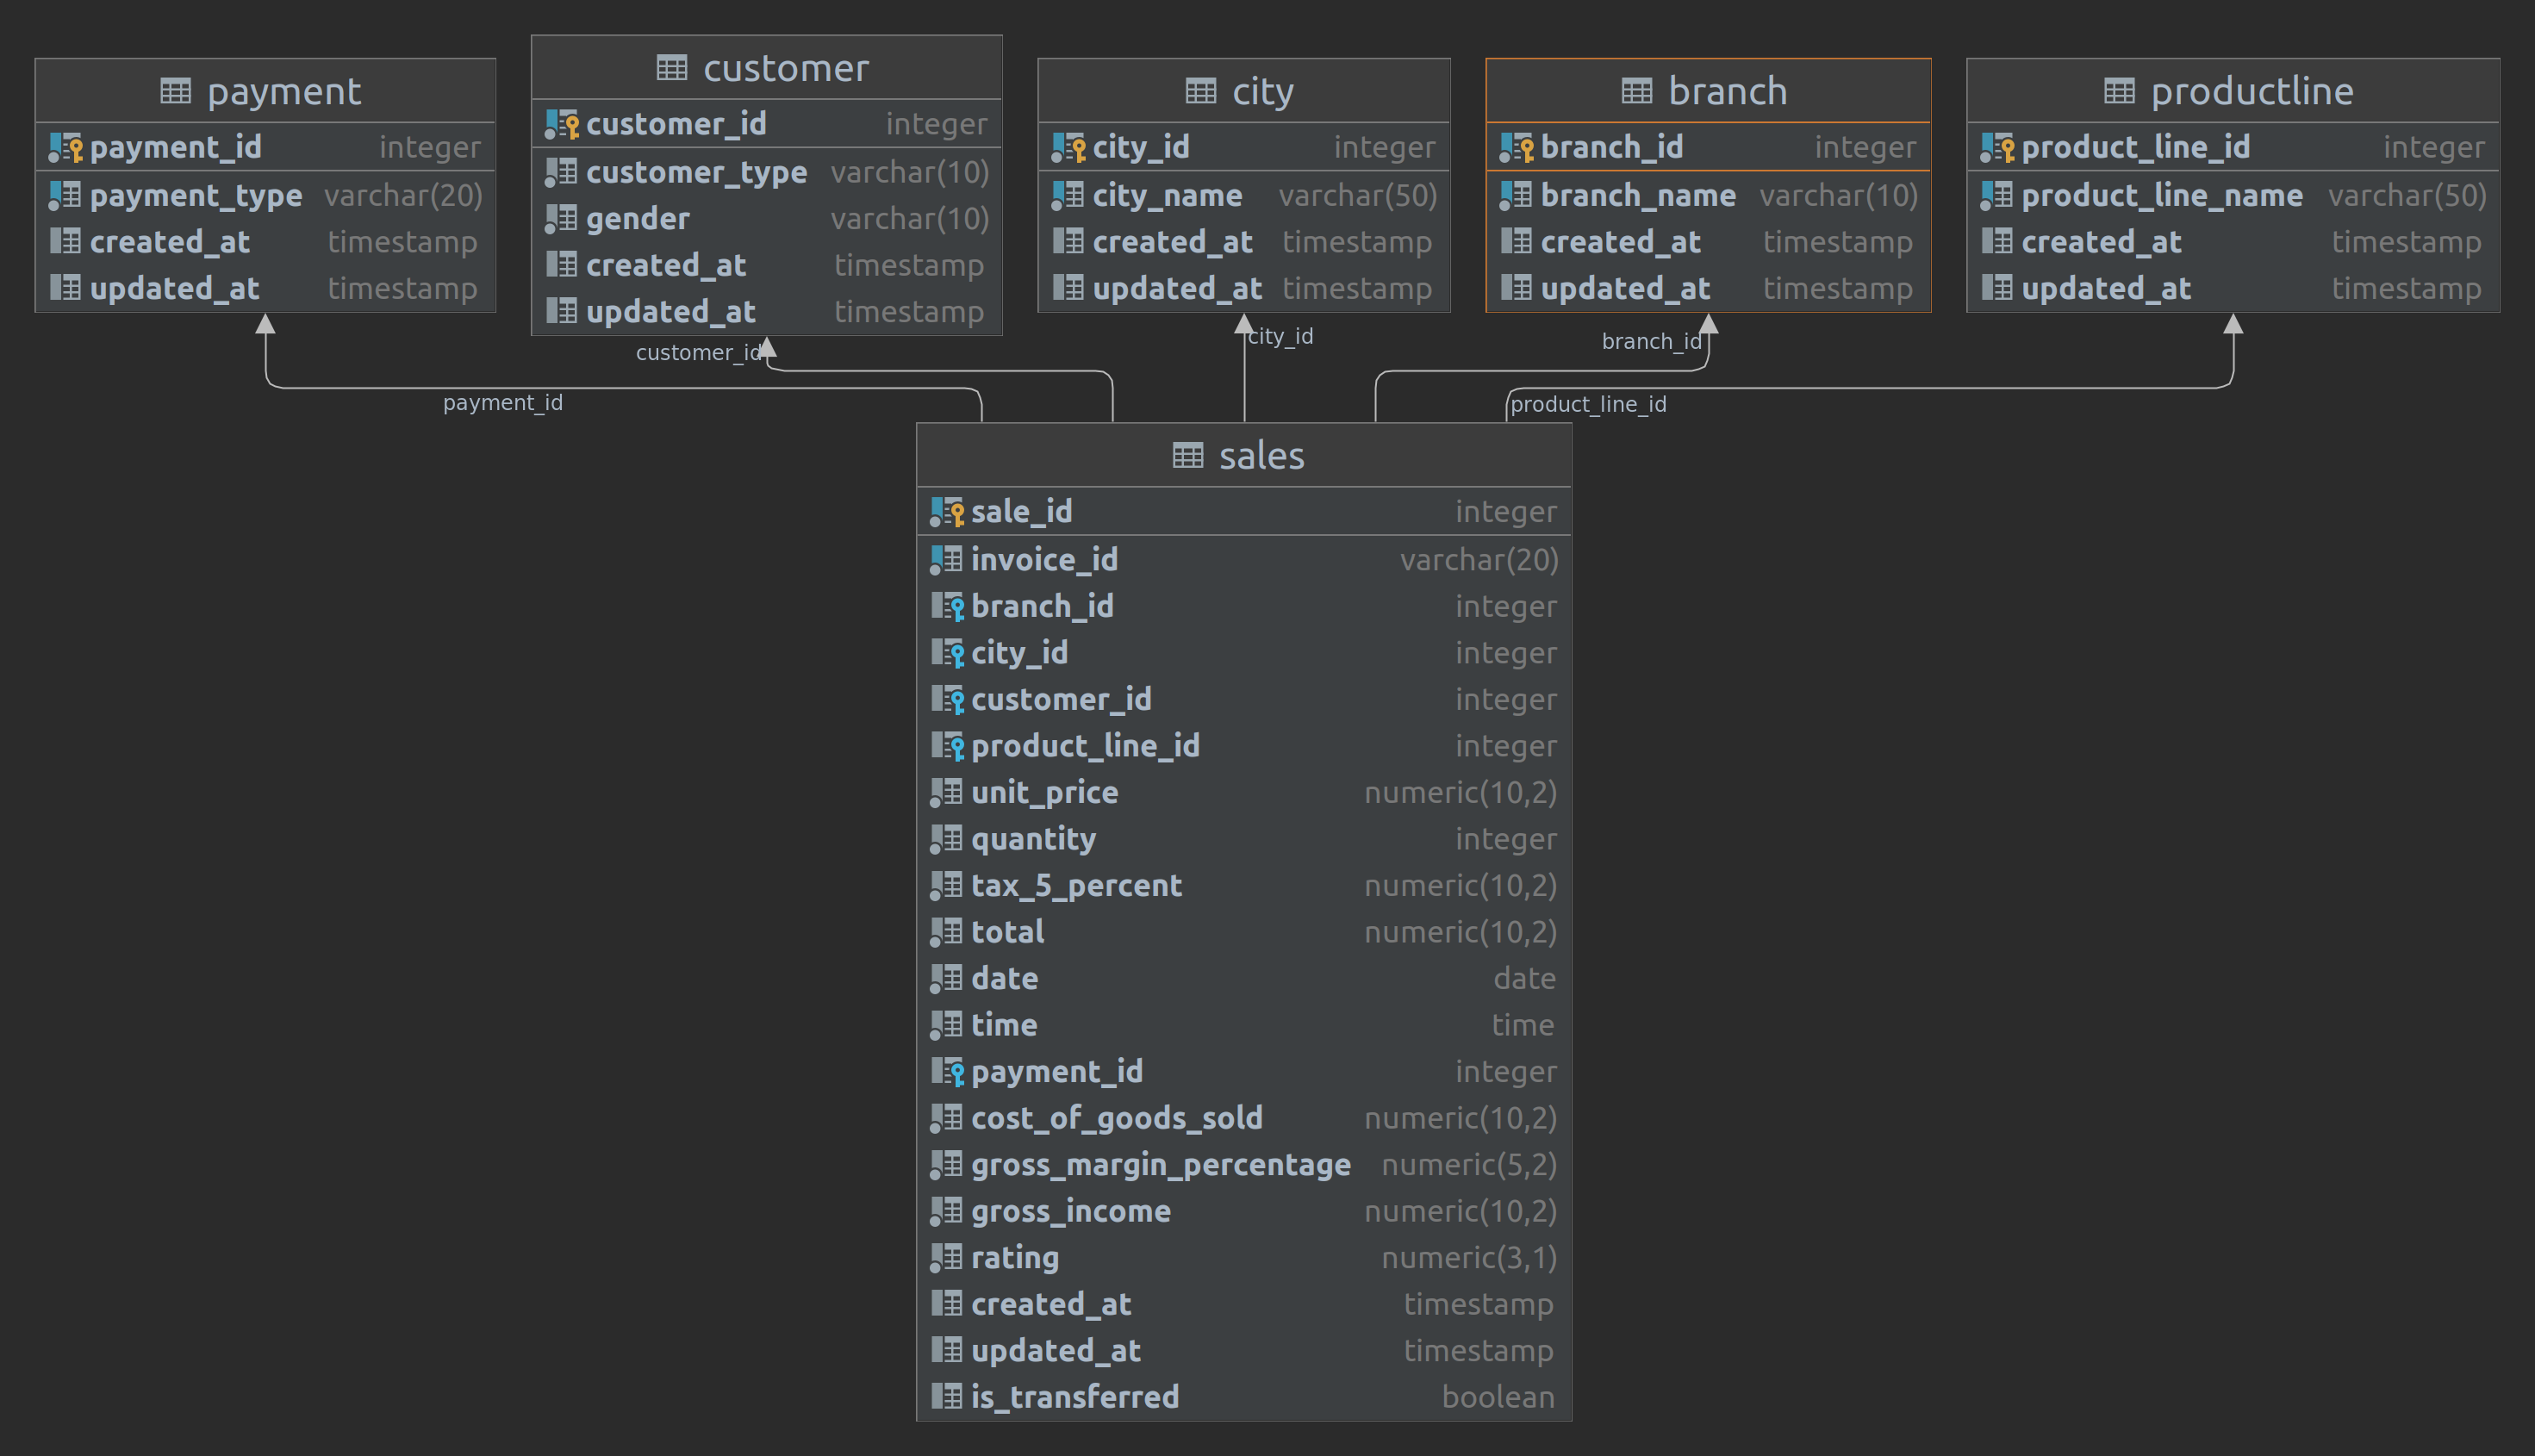 payment
payment_id integer
payment_type varchar(20)
created_at timestamp
updated_at timestamp
customer
customer_id integer
customer_type varchar(10)
gender varchar(10)
created_at timestamp
updated_at timestamp
city
city_id integer
city_name varchar(50)
created_at timestamp
updated_at timestamp
branch
branch_id integer
branch_name varchar(10)
created_at timestamp
updated_at timestamp
productline
product_line_id integer
product_line_name varchar(50)
created_at timestamp
updated_at timestamp
payment_id
customer_id
city_id
branch_id
product_line_id
sales
sale_id integer
invoice_id varchar(20)
branch_id integer
city_id integer
customer_id integer
product_line_id integer
unit_price numeric(10,2)
quantity integer
tax_5_percent numeric(10,2)
total numeric(10,2)
date date
time time
payment_id integer
cost_of_goods_sold numeric(10,2)
gross_margin_percentage numeric(5,2)
gross_income numeric(10,2)
rating numeric(3,1)
created_at timestamp
updated_at timestamp
is_transferred boolean